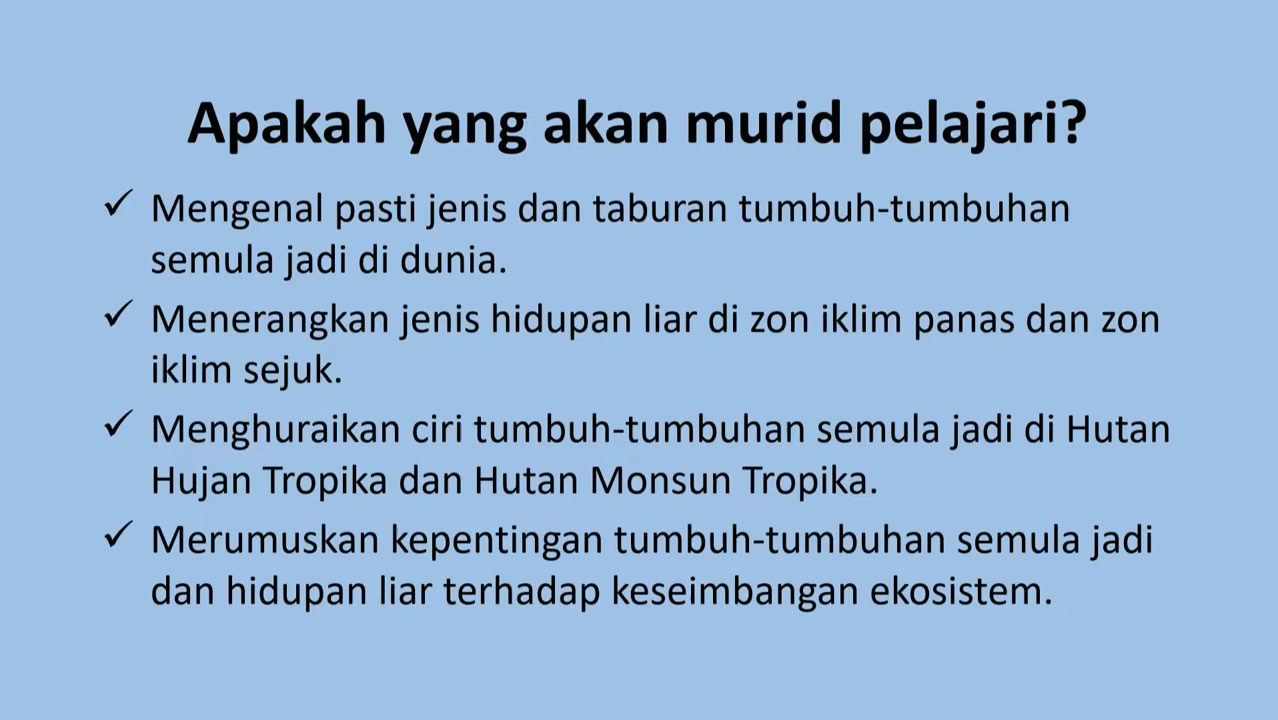 Apakah yang akan murid pelajari?
✓ Mengenal pasti jenis dan taburan tumbuh-tumbuhan
semula jadi di dunia.
✓ Menerangkan jenis hidupan liar di zon iklim panas dan zon
iklim sejuk.
✓ Menghuraikan ciri tumbuh-tumbuhan semula jadi di Hutan
Hujan Tropika dan Hutan Monsun Tropika.
✓ Merumuskan kepentingan tumbuh-tumbuhan semula jadi
dan hidupan liar terhadap keseimbangan ekosistem.